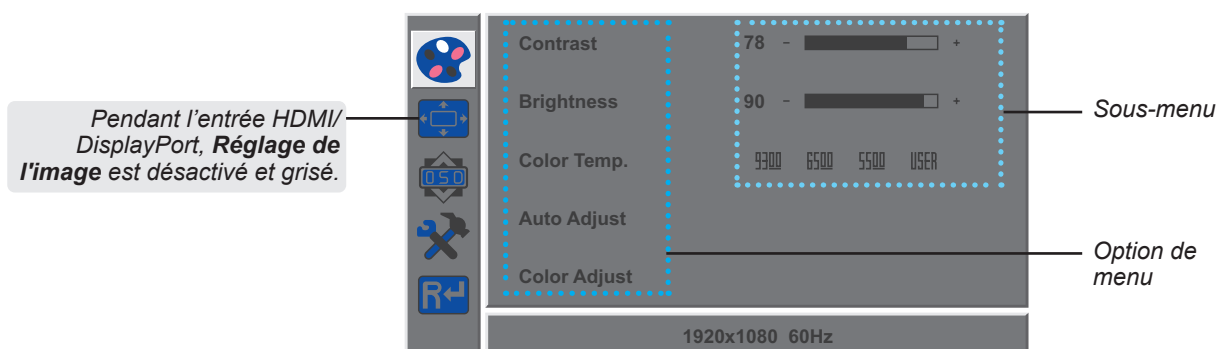 Pendant l’entrée HDMI/
DisplayPort, Réglage de
l'image est désactivé et grisé.
OSD
R
Contrast
78 - +
Brightness
90 - +
Color Temp.
9300 6500 5500 USER
Auto Adjust
Color Adjust
1920x1080 60Hz
Sous-menu
Option de
menu